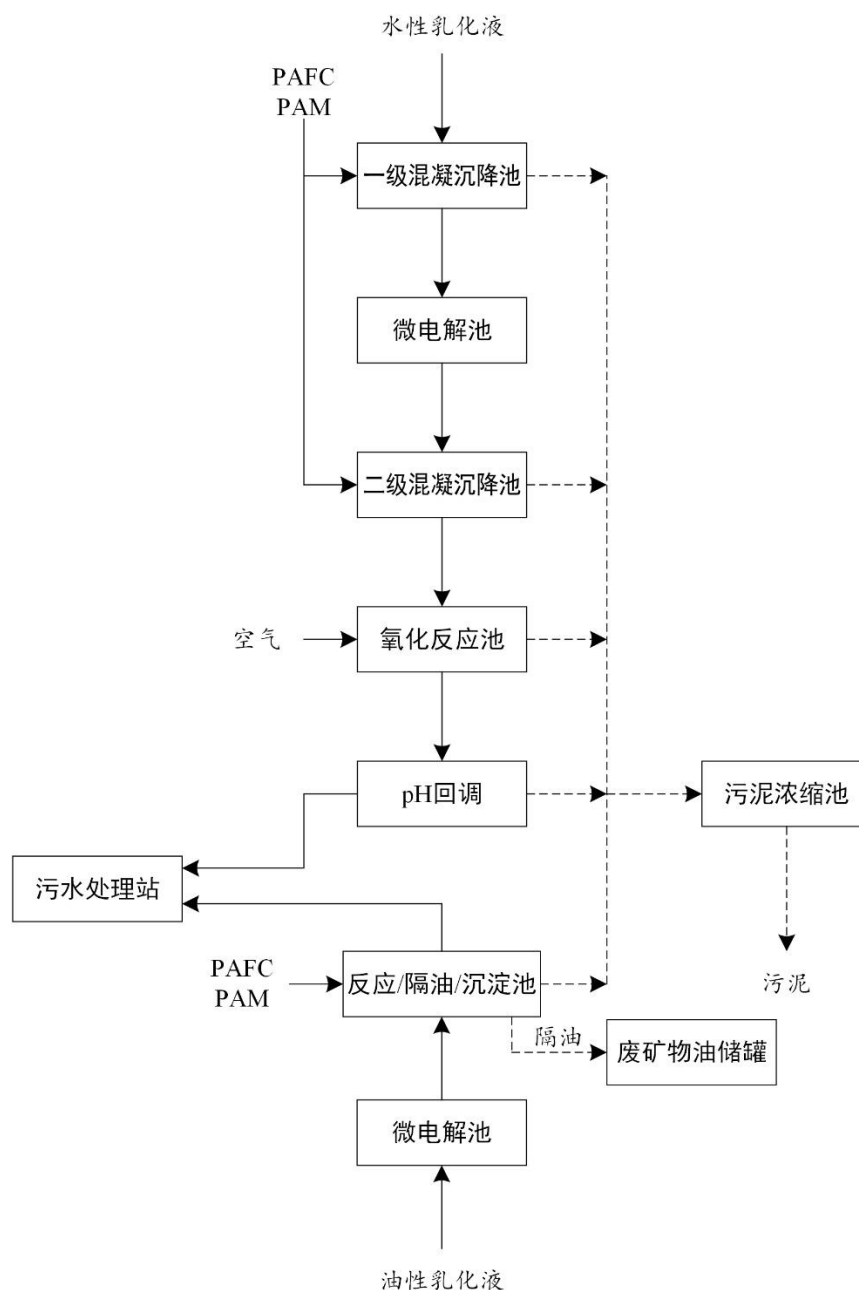 水性乳化液
PAFC
PAM
一级混凝沉降池
微电解池
二级混凝沉降池
空气
氧化反应池
pH回调
污泥浓缩池
污水处理站
PAFC
PAM
反应/隔油/沉淀池
污泥
隔油
废矿物油储罐
微电解池
油性乳化液